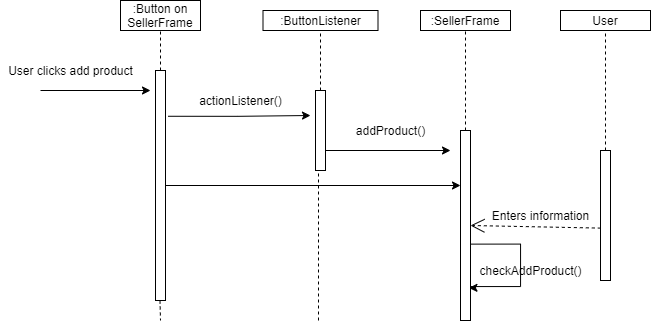 :Button on
SellerFrame
:ButtonListener
:SellerFrame
User
User clicks add product
actionListener()
addProduct()
Enters information
checkAddProduct()